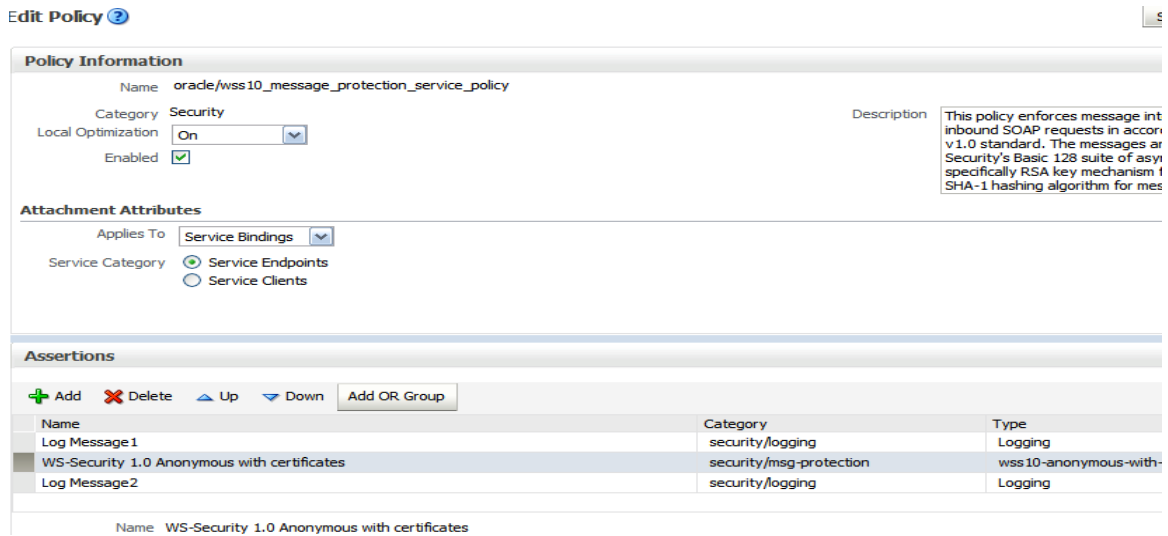 Edit Policy
Policy Information
Name oracle/wss10_message_protection_service_policy
Category Security
Local Optimization On
Enabled
Description This policy enforces message
inbound SOAP requests in
v1.0 standard. The messages
Security's Basic 128 suite of
specifically RSA key mechanism
SHA-1 hashing algorithm for
Attachment Attributes
Applies To Service Bindings
Service Category Service Endpoints
Service Clients
Assertions
Add Delete Up Down Add OR Group
Name Category Type
Log Message1 security/logging Logging
WS-Security 1.0 Anonymous with certificates security/msg-protection wss10-anonymous-with-
Log Message2 security/logging Logging
Name WS-Security 1.0 Anonymous with certificates